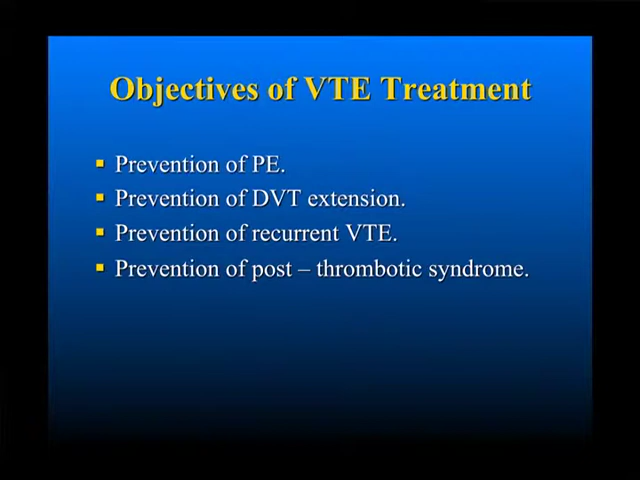 Objectives of VTE Treatment
Prevention of PE.
Prevention of DVT extension.
Prevention of recurrent VTE.
Prevention of post – thrombotic syndrome.